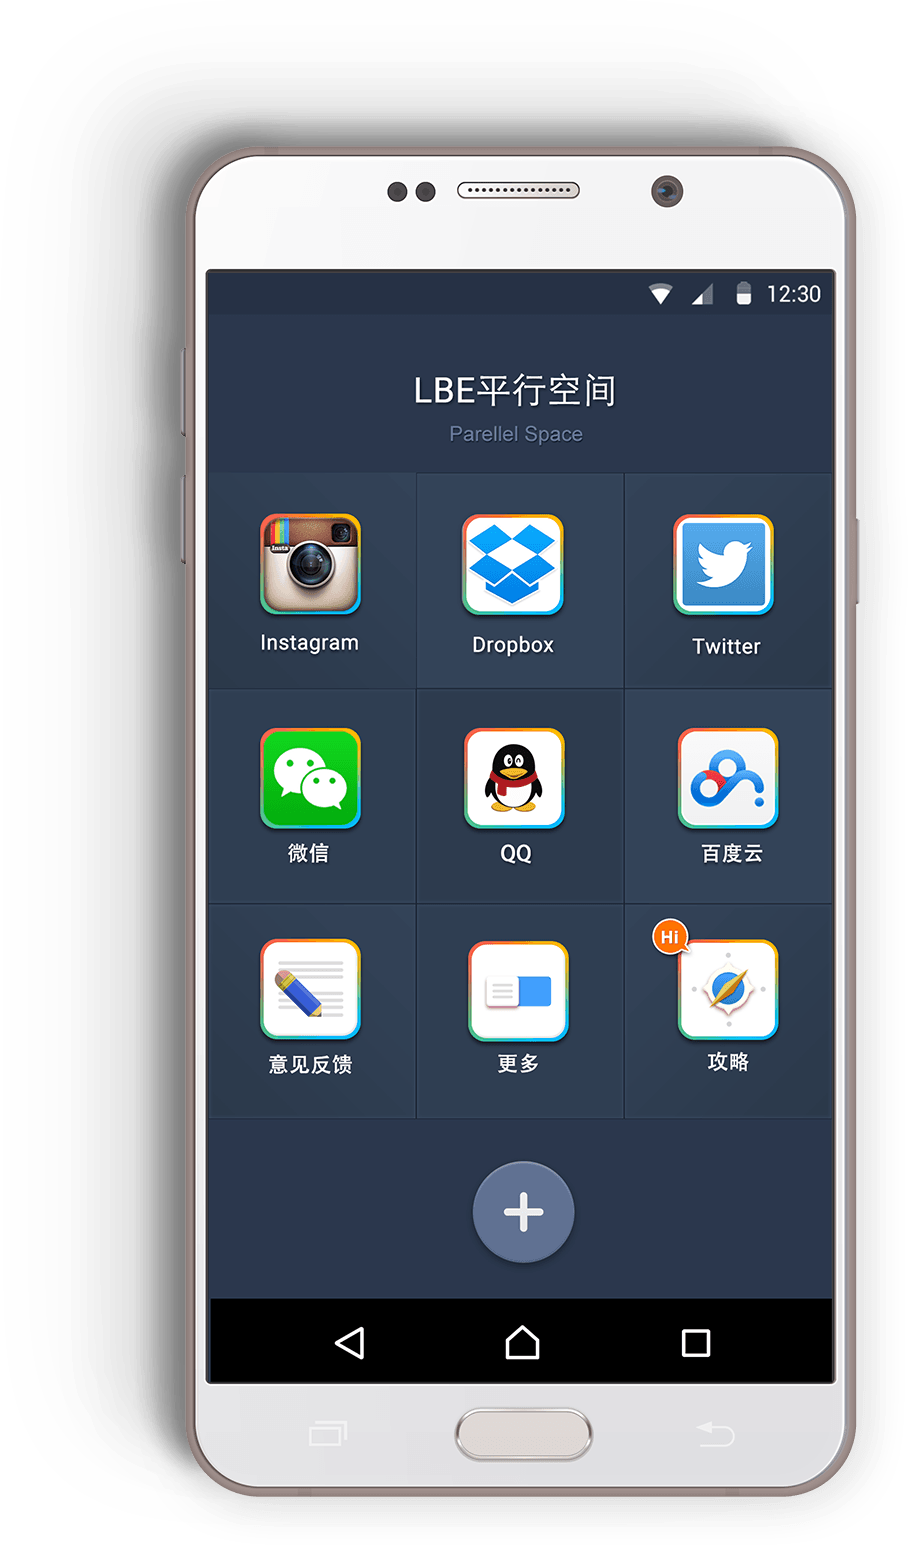 12:30
LBE平行空间
Parellel Space
Insta
Instagram
Dropbox
Twitter
微信
QQ
百度云
Hi
意见反馈
更多
攻略